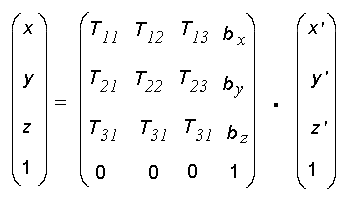 x T11 T12 T13 bx x'
y = T21 T22 T23 by · y'
z T31 T31 T31 bz z'
1 0 0 0 1 1